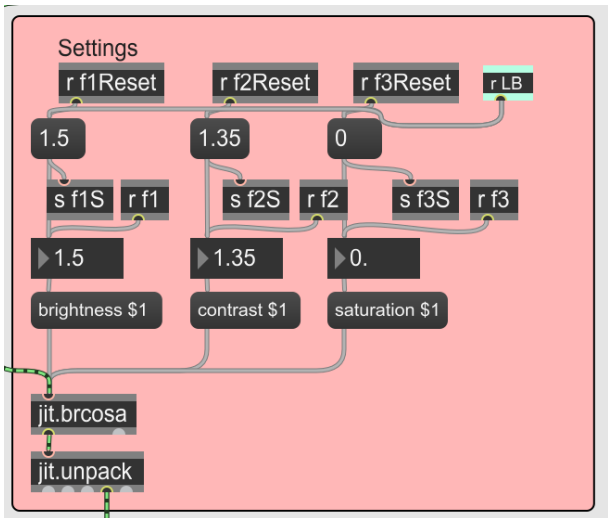 Settings
r f1Reset
r f2Reset
r f3Reset
r LB
1.5
1.35
0
s f1S
r f1
s f2S
r f2
s f3S
r f3
1.5
1.35
0.
brightness $1
contrast $1
saturation $1
jit.brcosa
jit.unpack